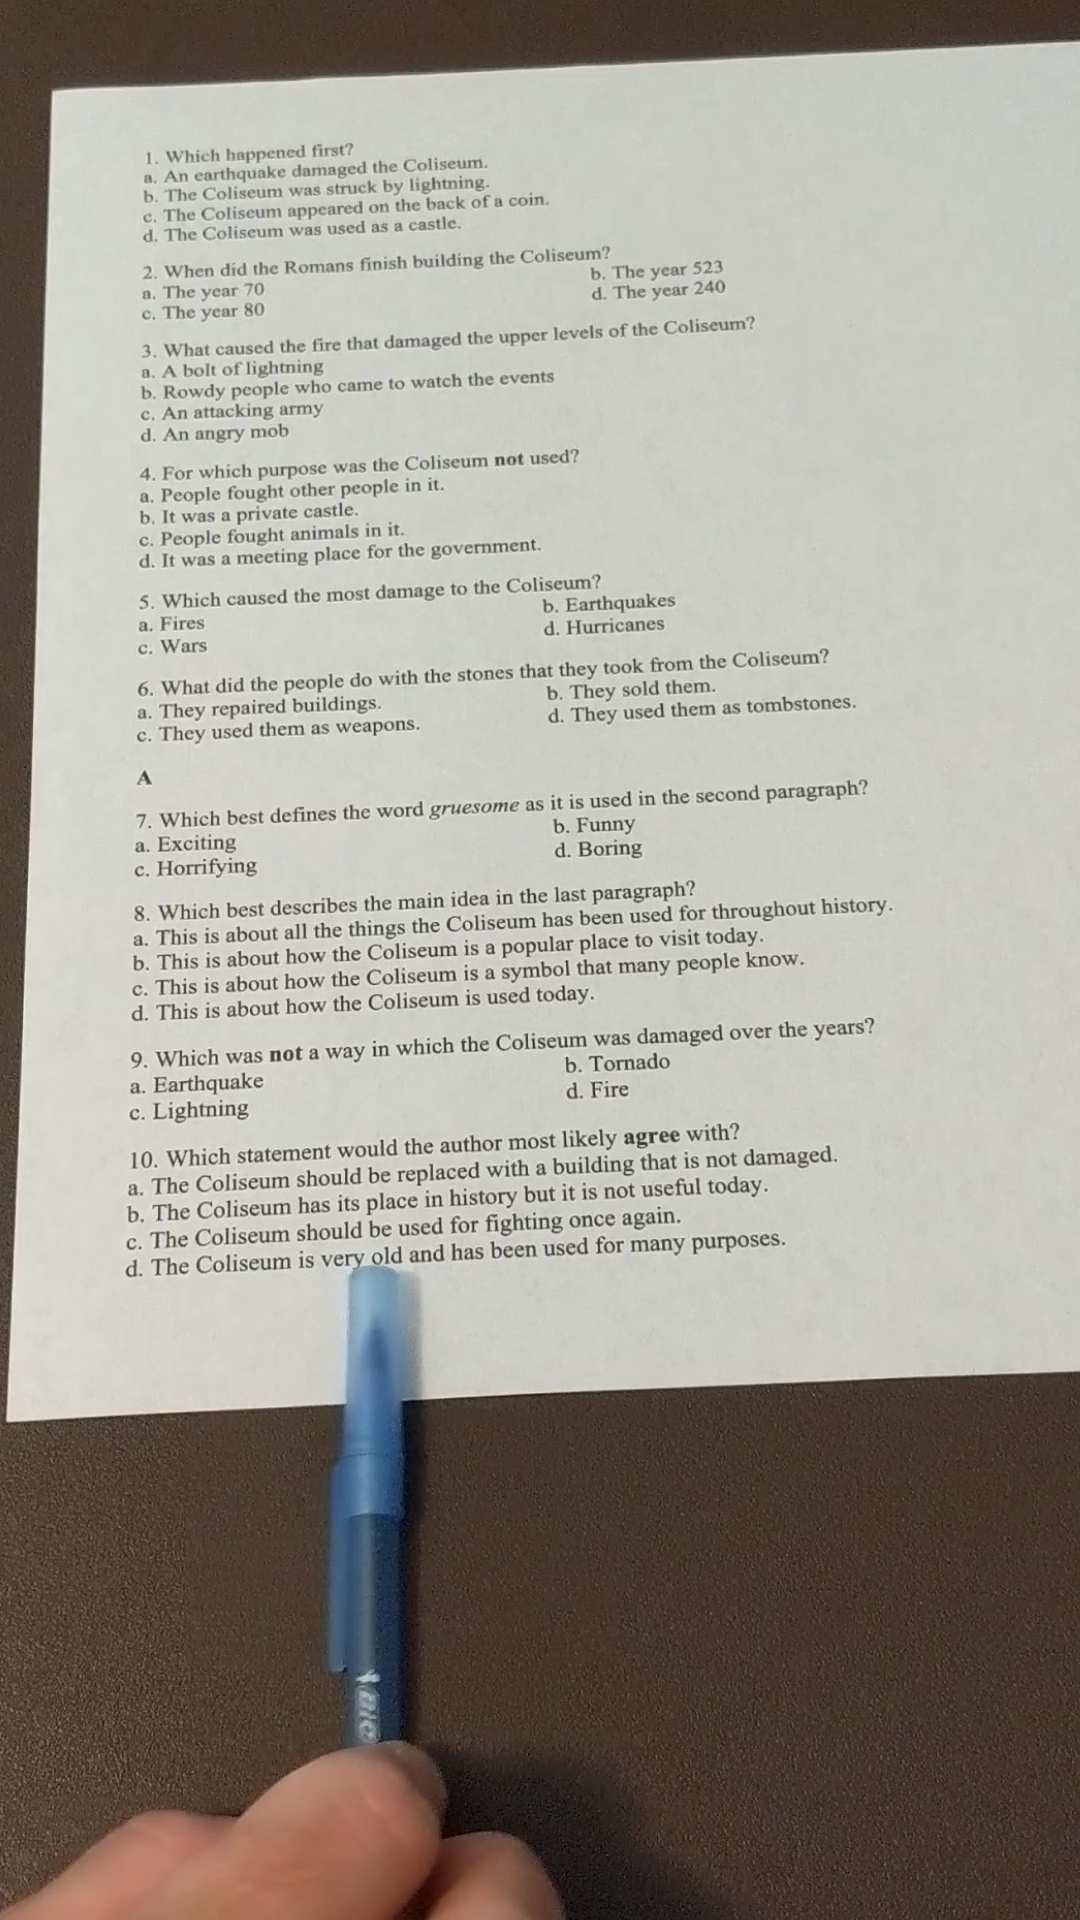 1. Which happened first?
a. An earthquake damaged the Coliseum.
b. The Coliseum was struck by lightning.
c. The Coliseum appeared on the back of a coin.
d. The Coliseum was used as a castle.
2. When did the Romans finish building the Coliseum?
a. The year 70 b. The year 523
c. The year 80 d. The year 240
3. What caused the fire that damaged the upper levels of the Coliseum?
a. A bolt of lightning
b. Rowdy people who came to watch the events
c. An attacking army
d. An angry mob
4. For which purpose was the Coliseum not used?
a. People fought other people in it.
b. It was a private castle.
c. People fought animals in it.
d. It was a meeting place for the government.
5. Which caused the most damage to the Coliseum?
a. Fires b. Earthquakes
c. Wars d. Hurricanes
6. What did the people do with the stones that they took from the Coliseum?
a. They repaired buildings. b. They sold them.
c. They used them as weapons. d. They used them as tombstones.
A
7. Which best defines the word gruesome as it is used in the second paragraph?
a. Exciting b. Funny
c. Horrifying d. Boring
8. Which best describes the main idea in the last paragraph?
a. This is about all the things the Coliseum has been used for throughout history.
b. This is about how the Coliseum is a popular place to visit today.
c. This is about how the Coliseum is a symbol that many people know.
d. This is about how the Coliseum is used today.
9. Which was not a way in which the Coliseum was damaged over the years?
a. Earthquake b. Tornado
c. Lightning d. Fire
10. Which statement would the author most likely agree with?
a. The Coliseum should be replaced with a building that is not damaged.
b. The Coliseum has its place in history but it is not useful today.
c. The Coliseum should be used for fighting once again.
d. The Coliseum is very old and has been used for many purposes.
BIC